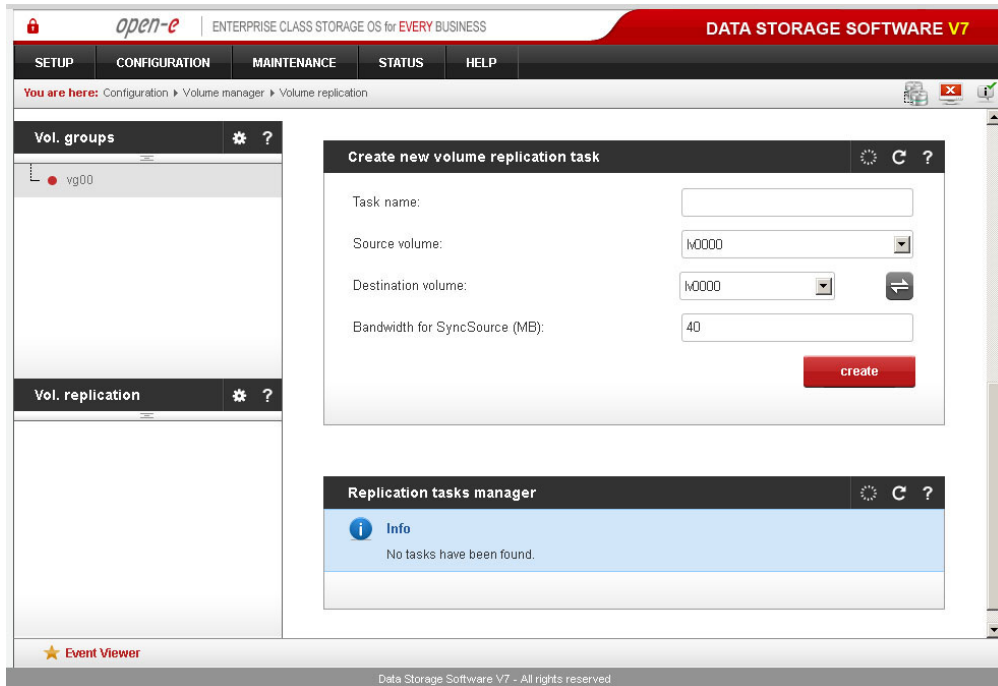 open-e ENTERPRISE CLASS STORAGE OS for EVERY BUSINESS DATA STORAGE SOFTWARE V7
SETUP CONFIGURATION MAINTENANCE STATUS HELP
You are here: Configuration Volume manager Volume replication
Vol. groups ?
vg00
Vol. replication ?
Create new volume replication task ?
Task name:
Source volume: lv0000
Destination volume: lv0000
Bandwidth for SyncSource (MB): 40
create
Replication tasks manager ?
Info
No tasks have been found.
Event Viewer
Data Storage Software V7 - All rights reserved